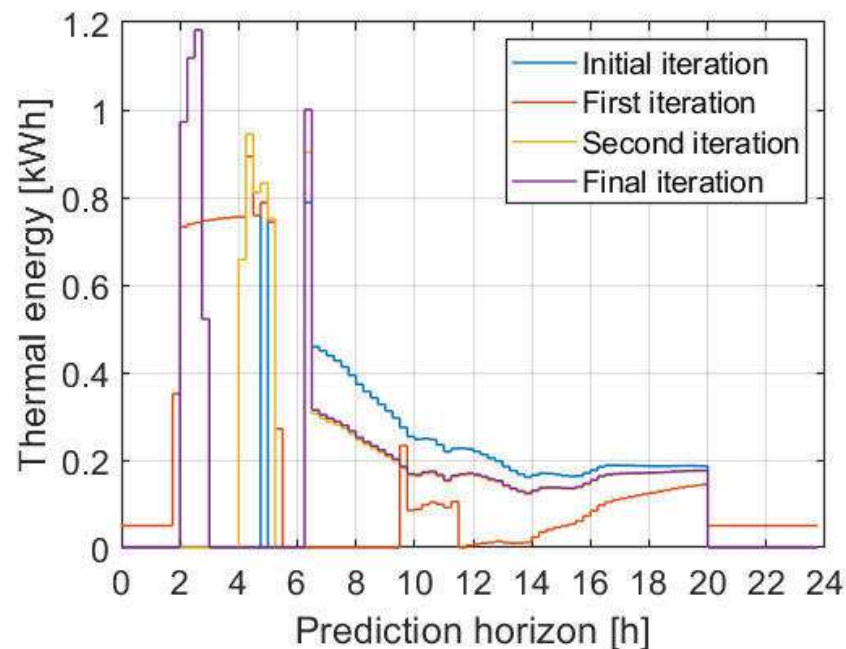 Thermal energy [kWh]
1.2
1
0.8
0.6
0.4
0.2
0
Initial iteration
First iteration
Second iteration
Final iteration
0 2 4 6 8 10 12 14 16 18 20 22 24
Prediction horizon [h]